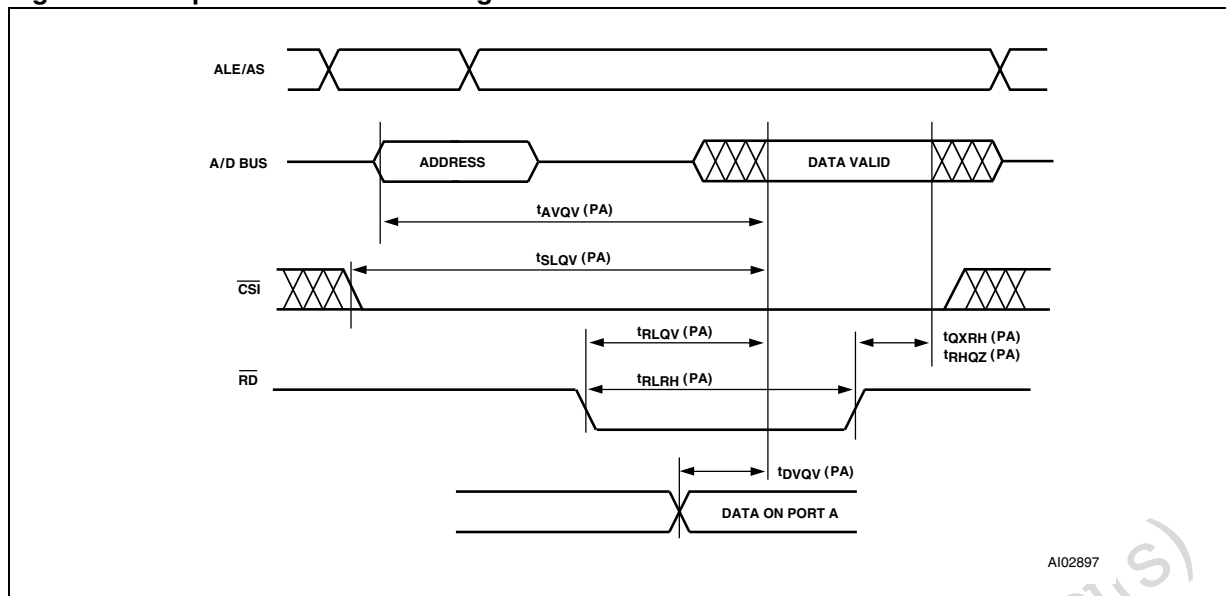 ALE/AS
A/D BUS
ADDRESS
DATA VALID
tAVQV (PA)
tSLQV (PA)
CSI
tRLQV (PA)
tQXRH (PA)
tRHQZ (PA)
RD
tRLRH (PA)
tDVQV (PA)
DATA ON PORT A
AI02897